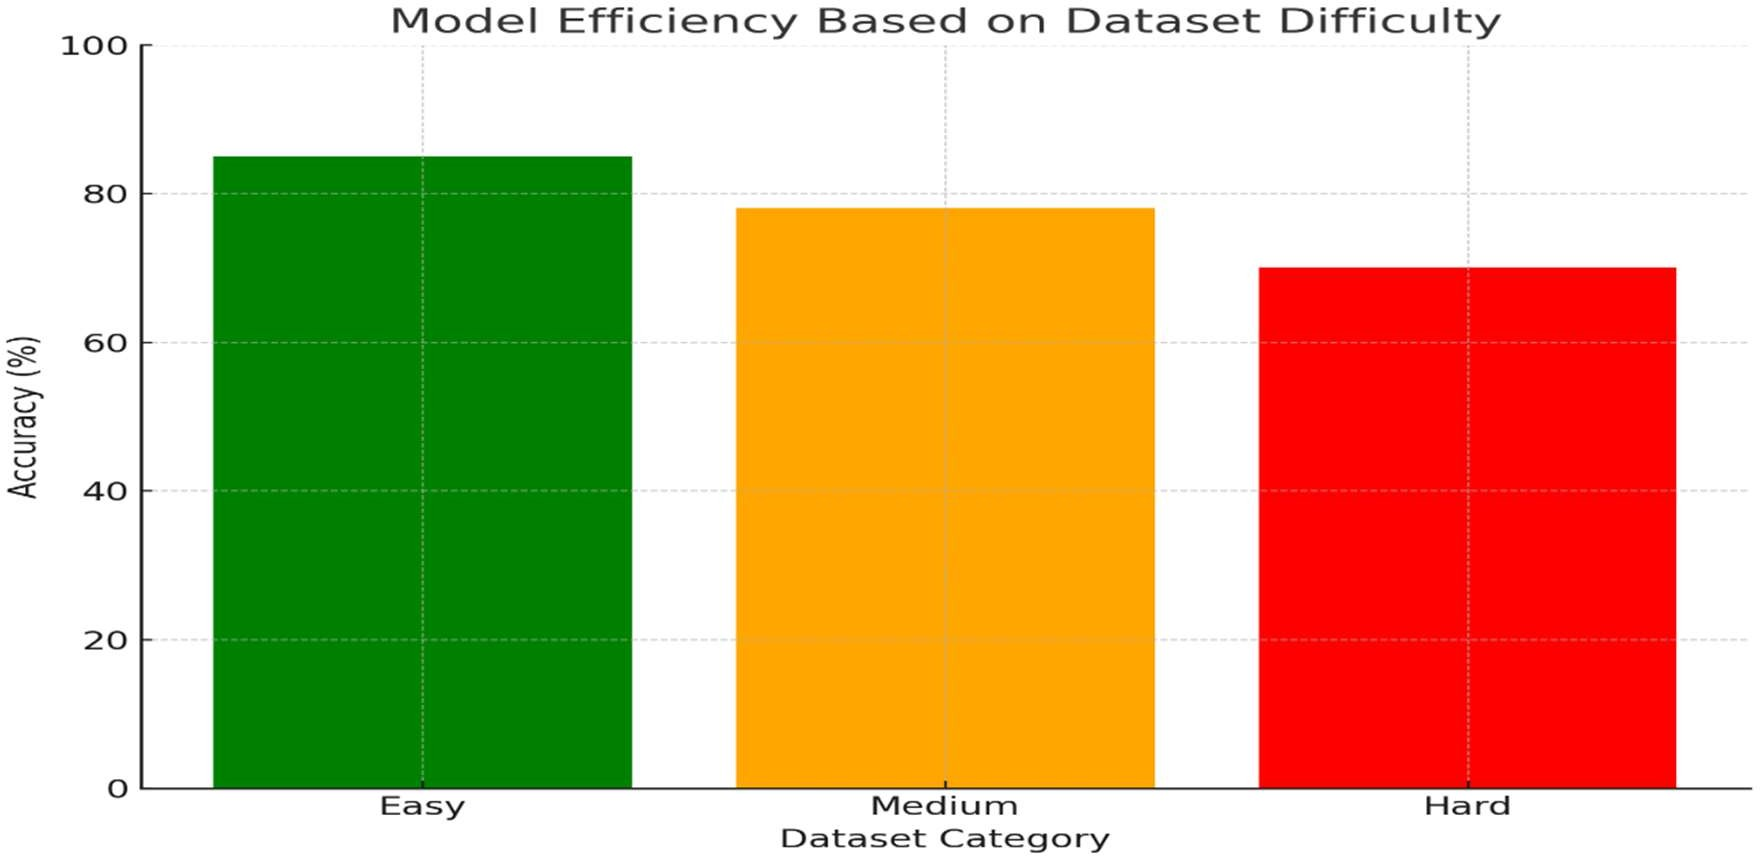 Model Efficiency Based on Dataset Difficulty
100
80
60
40
20
0
Accuracy (%)
Easy Medium Hard
Dataset Category